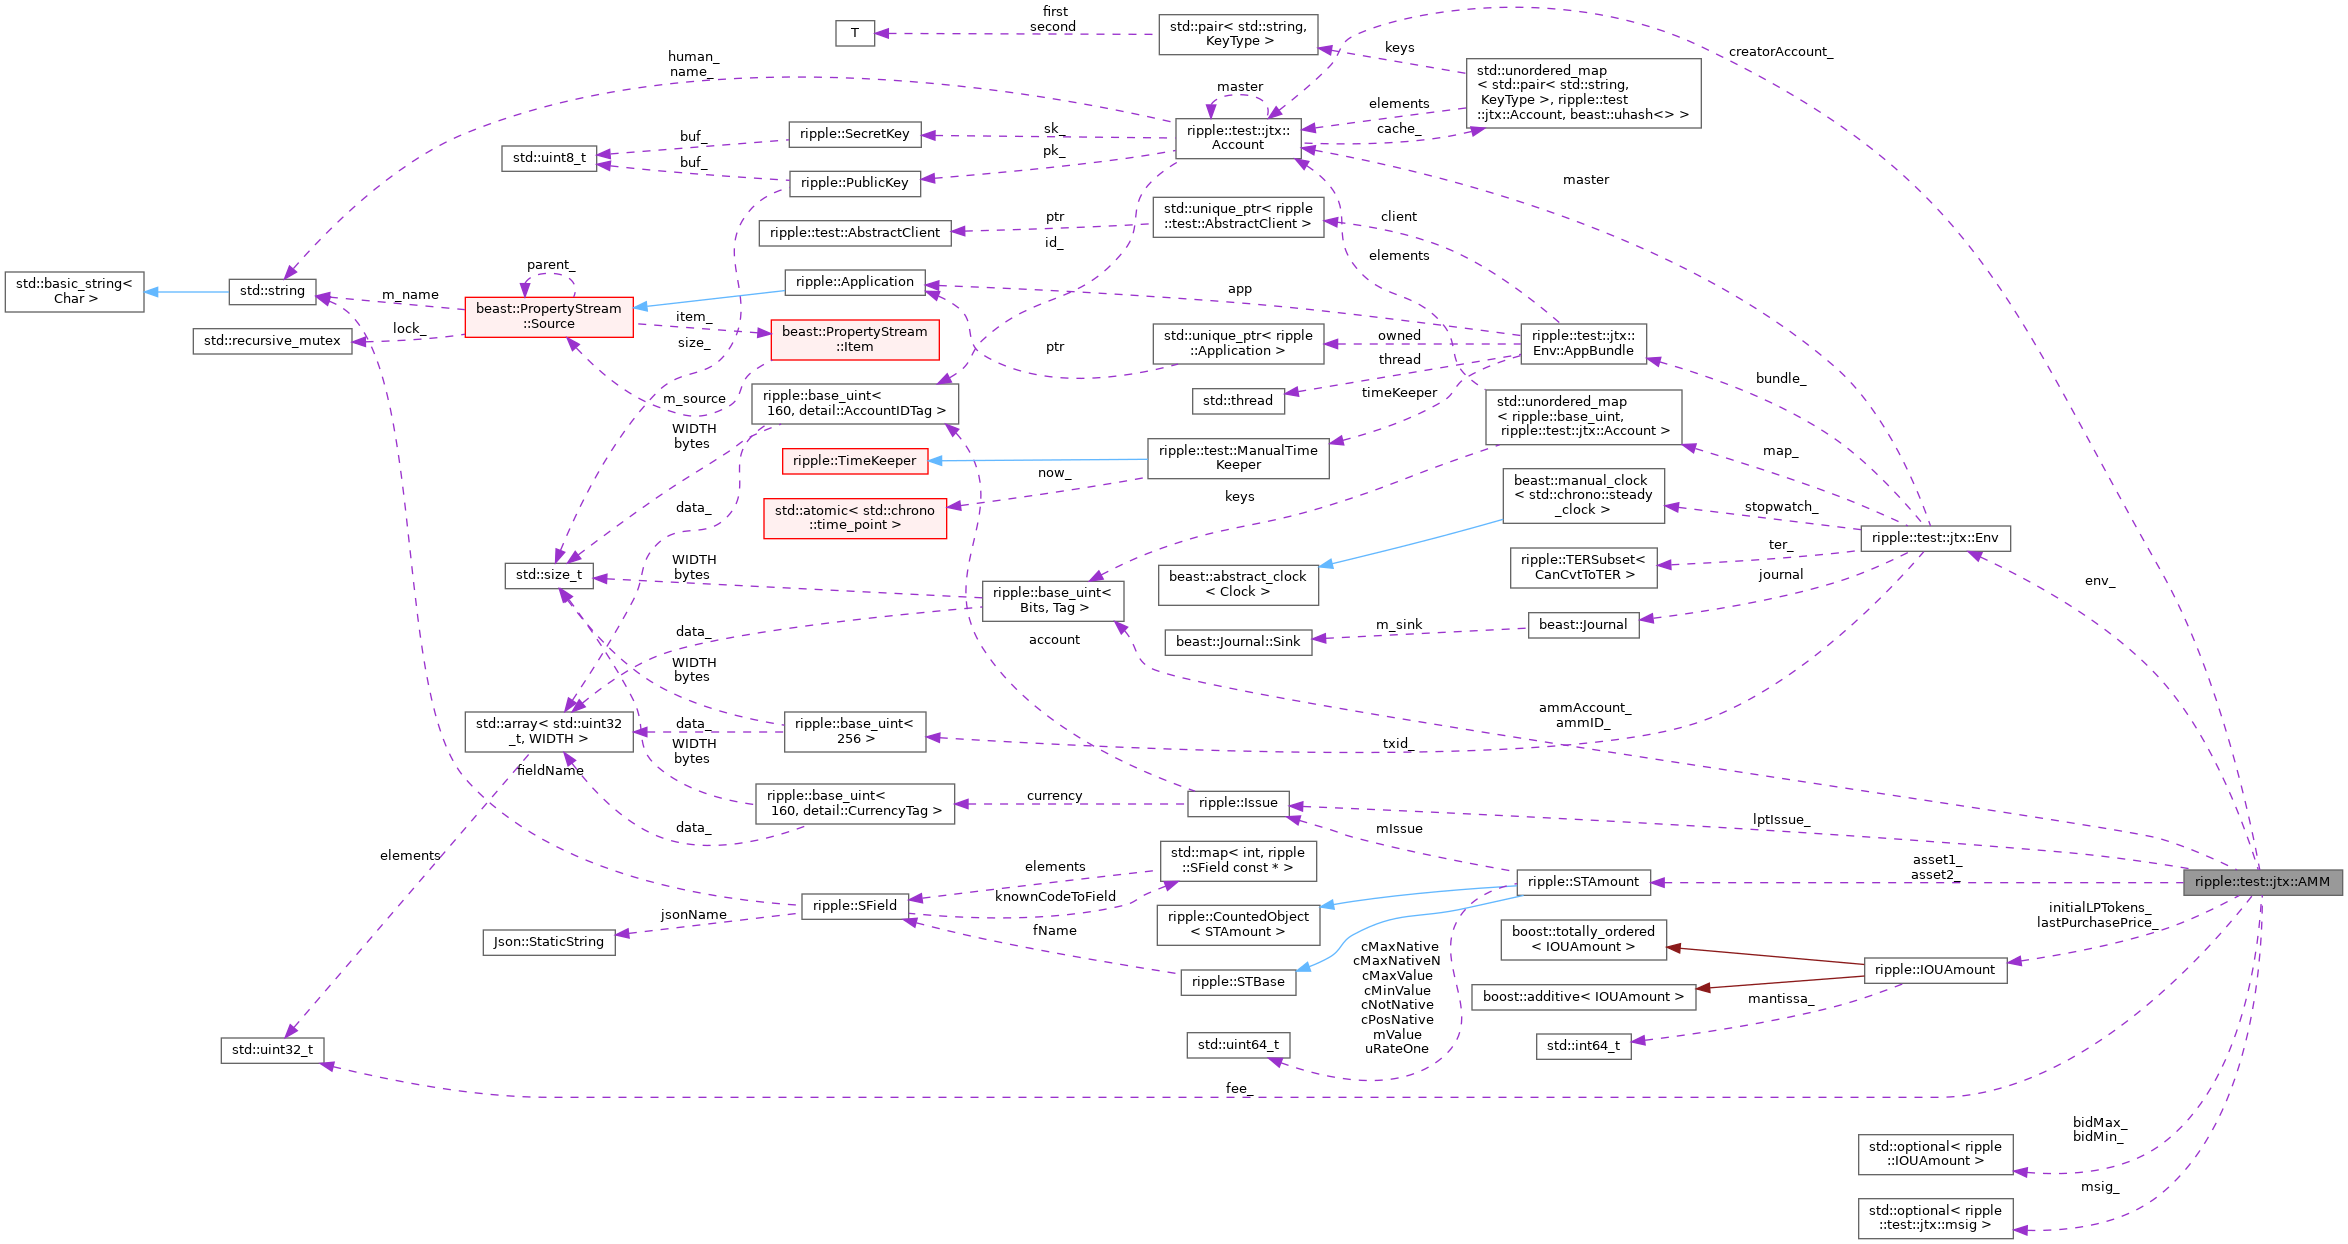 first
second
T
std::pair< std::string,
KeyType >
creatorAccount_
keys
human_
name_
std::unordered_map
< std::pair< std::string,
KeyType >, ripple::test
::jtx::Account, beast::uhash<> >
master
elements
cache_
ripple::test::jtx::
Account
sk_
ripple::SecretKey
buf_
std::uint8_t
pk_
buf_
ripple::PublicKey
master
std::unique_ptr< ripple
::test::AbstractClient >
client
ptr
ripple::test::AbstractClient
id_
elements
parent_
std::basic_string<
Char >
std::string
m_name
ripple::Application
app
beast::PropertyStream
::Source
item_
lock_
std::recursive_mutex
beast::PropertyStream
::Item
size_
ptr
std::unique_ptr< ripple
::Application >
owned
ripple::test::jtx::
Env::AppBundle
thread
bundle_
timeKeeper
std::thread
m_source
ripple::base_uint<
160, detail::AccountIDTag >
std::unordered_map
< ripple::base_uint,
ripple::test::jtx::Account >
WIDTH
bytes
ripple::TimeKeeper
ripple::test::ManualTime
Keeper
map_
now_
std::atomic< std::chrono
::time_point >
beast::manual_clock
< std::chrono::steady
_clock >
keys
data_
stopwatch_
ripple::test::jtx::Env
ter_
ripple::TERSubset<
CanCvtToTER >
WIDTH
bytes
std::size_t
beast::abstract_clock
< Clock >
journal
env_
ripple::base_uint<
Bits, Tag >
data_
account
m_sink
beast::Journal
beast::Journal::Sink
WIDTH
bytes
ammAccount_
ammID_
std::array< std::uint32
_t, WIDTH >
data_
ripple::base_uint<
256 >
txid_
WIDTH
bytes
fieldName
ripple::base_uint<
160, detail::CurrencyTag >
currency
ripple::Issue
data_
lptIssue_
mIssue
elements
std::map< int, ripple
::SField const * >
elements
knownCodeToField
asset1_
asset2_
ripple::STAmount
ripple::test::jtx::AMM
ripple::SField
jsonName
Json::StaticString
ripple::CountedObject
< STAmount >
initialLPTokens_
lastPurchasePrice_
fName
boost::totally_ordered
< IOUAmount >
cMaxNative
cMaxNativeN
cMaxValue
cMinValue
cNotNative
cPosNative
mValue
uRateOne
ripple::STBase
ripple::IOUAmount
boost::additive< IOUAmount >
mantissa_
std::uint32_t
std::uint64_t
std::int64_t
fee_
bidMax_
bidMin_
std::optional< ripple
::IOUAmount >
msig_
std::optional< ripple
::test::jtx::msig >